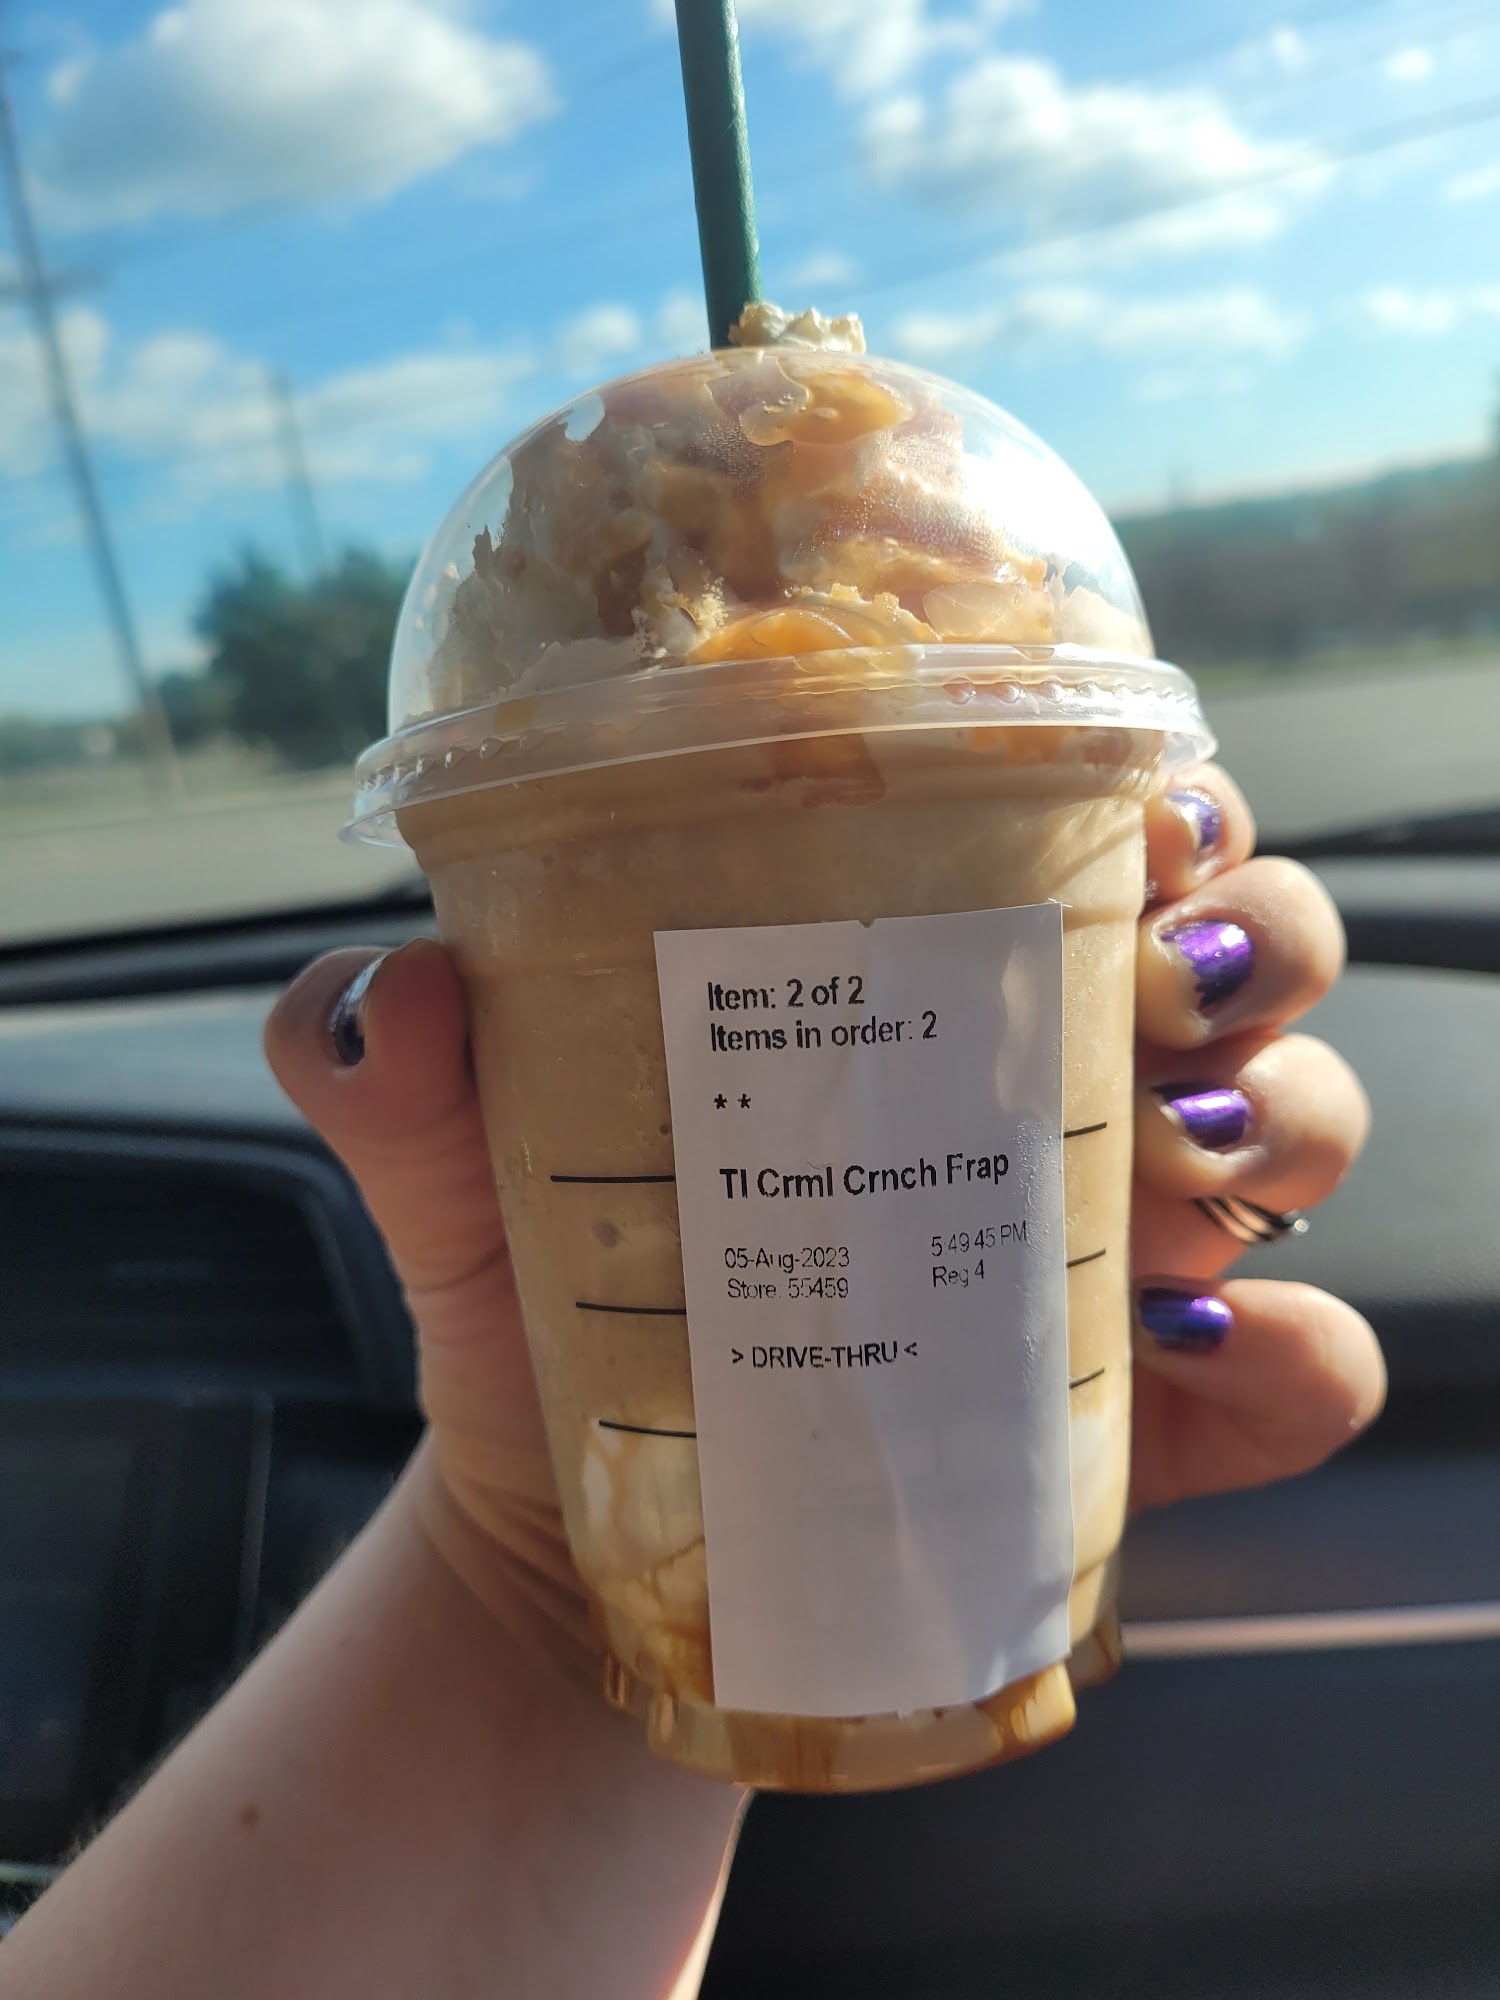 Item: 2 of 2
Items in order: 2
* *
Tl Crml Crnch Frap
05-Aug-2023 5:49:45 PM
Store: 55459 Reg 4
> DRIVE-THRU <